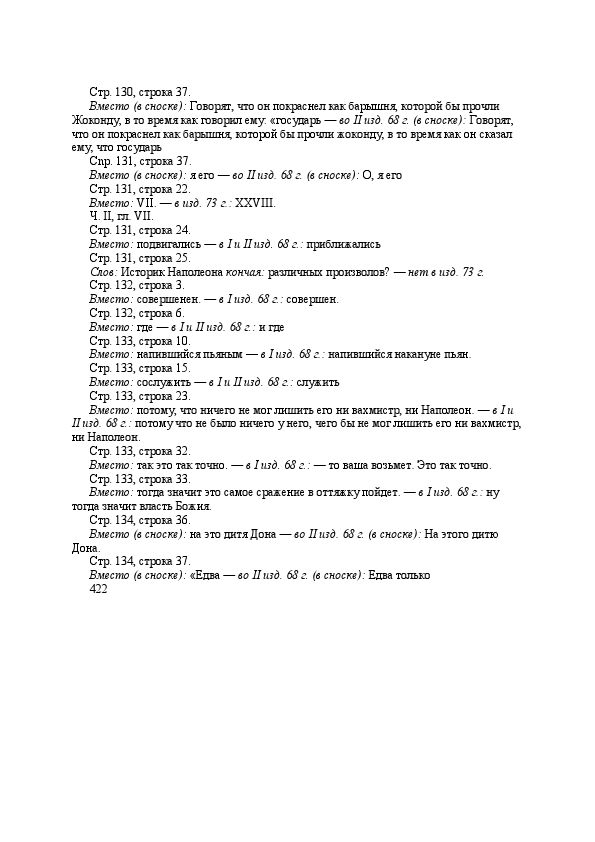 Стр. 130, строка 37.
Вместо (в сноске): Говорят, что он покраснел как барышня, которой бы прочли
Жоконду, в то время как говорил ему: «государь — во II изд. 68 г. (в сноске): Говорят,
что он покраснел как барышня, которой бы прочли жоконду, в то время как он сказал
ему, что государь
Спр. 131, строка 37.
Вместо (в сноске): я его — во II изд. 68 г. (в сноске): О, я его
Стр. 131, строка 22.
Вместо: VII. — в изд. 73 г.: XXVIII.
Ч. II, гл. VII.
Стр. 131, строка 24.
Вместо: подвигались — в I и II изд. 68 г.: приближались
Стр. 131, строка 25.
Слов: Историк Наполеона кончая: различных произволов? — нет в изд. 73 г.
Стр. 132, строка 3.
Вместо: совершенен. — в I изд. 68 г.: совершен.
Стр. 132, строка 6.
Вместо: где — в I и II изд. 68 г.: и где
Стр. 133, строка 10.
Вместо: напившийся пьяным — в I изд. 68 г.: напившийся накануне пьян.
Стр. 133, строка 15.
Вместо: сослужить — в I и II изд. 68 г.: служить
Стр. 133, строка 23.
Вместо: потому, что ничего не мог лишить его ни вахмистр, ни Наполеон. — в I и
II изд. 68 г.: потому что не было ничего у него, чего бы не мог лишить его ни вахмистр,
ни Наполеон.
Стр. 133, строка 32.
Вместо: так это так точно. — в I изд. 68 г.: — то ваша возьмет. Это так точно.
Стр. 133, строка 33.
Вместо: тогда значит это самое сражение в оттяжку пойдет. — в I изд. 68 г.: ну
тогда значит власть Божия.
Стр. 134, строка 36.
Вместо (в сноске): на это дитя Дона — во II изд. 68 г. (в сноске): На этого дитю
Дона.
Стр. 134, строка 37.
Вместо (в сноске): «Едва — во II изд. 68 г. (в сноске): Едва только
422